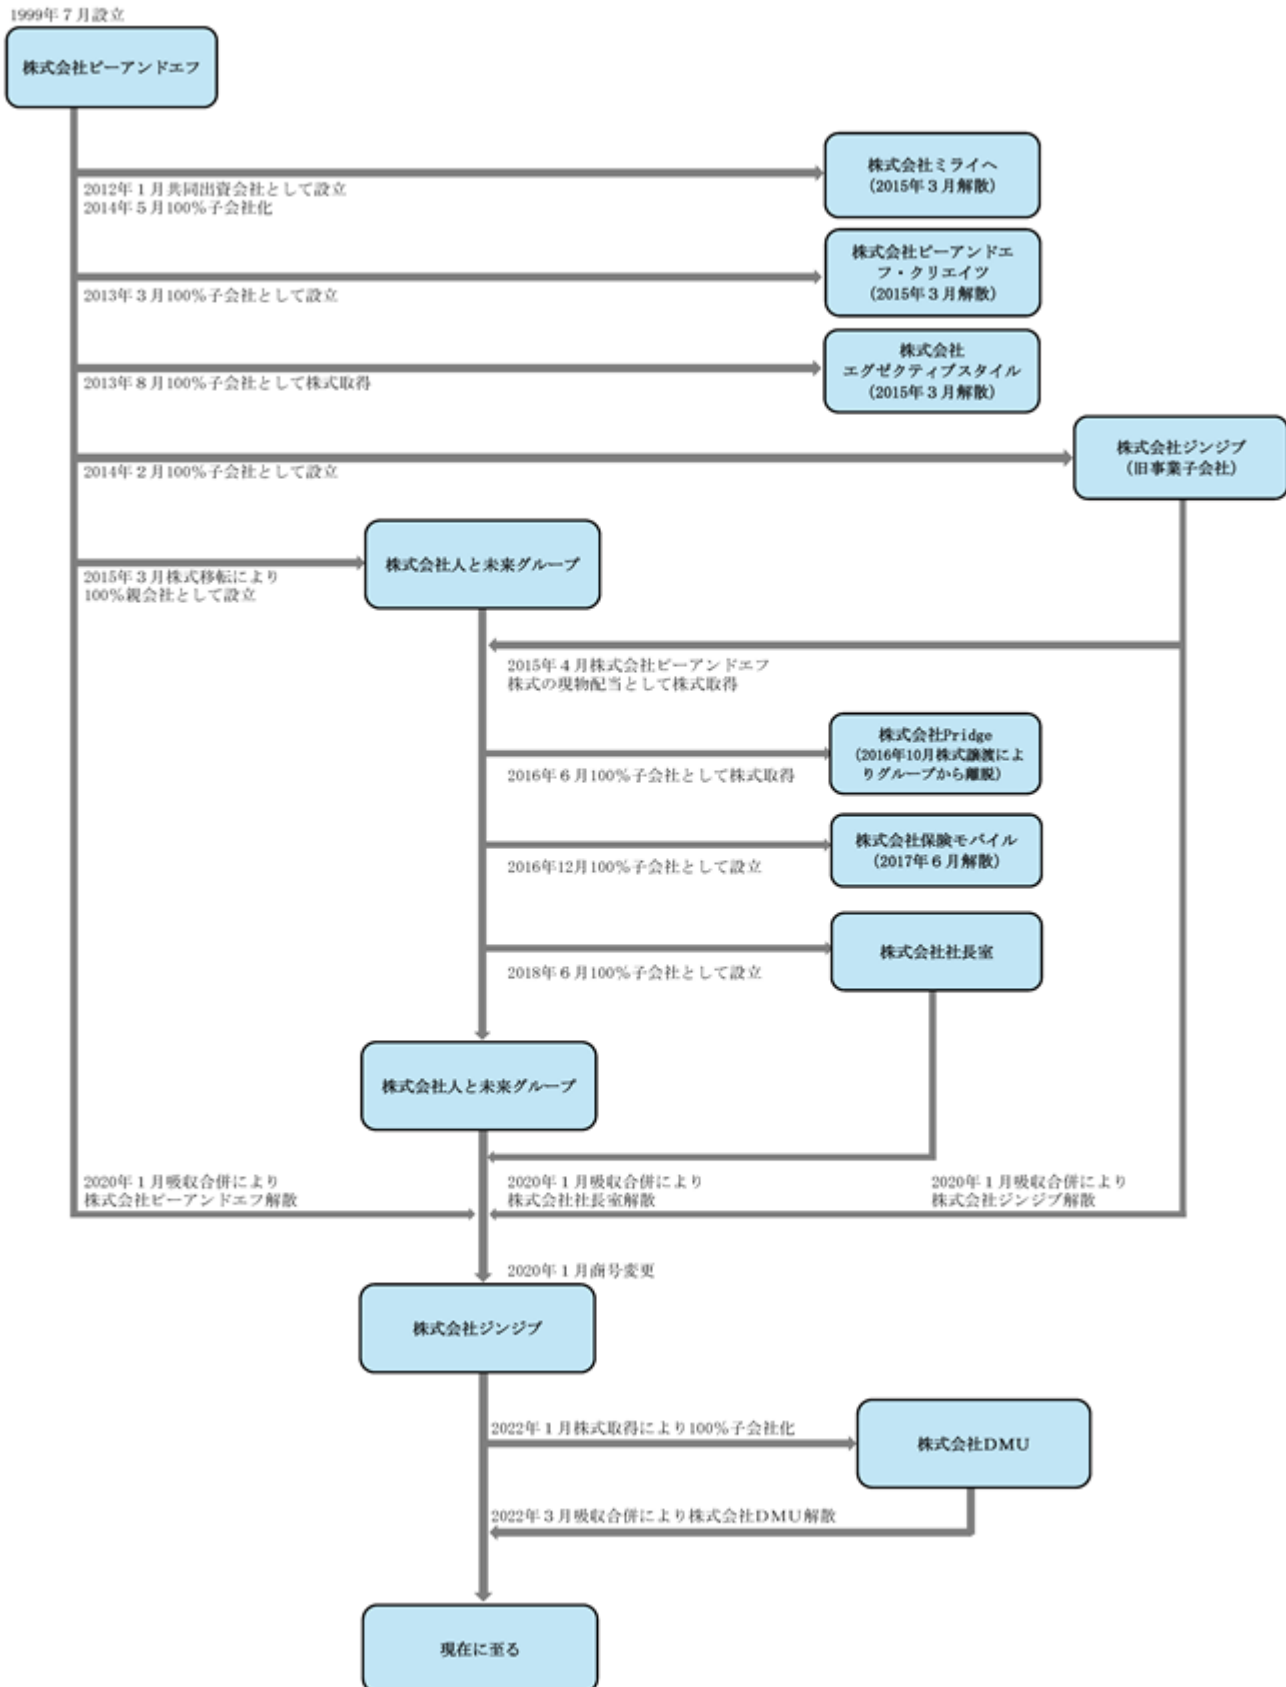 1999年７月設立
株式会社ピーアンドエフ
株式会社ミライヘ
(2015年３月解散)
2012年１月共同出資会社として設立
2014年５月100％子会社化
株式会社ピーアンドエ
フ・クリエイツ
(2015年３月解散)
2013年３月100％子会社として設立
株式会社
エグゼクティブスタイル
(2015年３月解散)
2013年８月100％子会社として株式取得
株式会社ジンジブ
(旧事業子会社)
2014年２月100％子会社として設立
株式会社人と未来グループ
2015年３月株式移転により
100％親会社として設立
2015年４月株式会社ピーアンドエフ
株式の現物配当として株式取得
株式会社Pridge
(2016年10月株式譲渡によ
りグループから離脱)
2016年６月100％子会社として株式取得
株式会社保険モバイル
(2017年６月解散)
2016年12月100％子会社として設立
株式会社社長室
2018年６月100％子会社として設立
株式会社人と未来グループ
2020年１月吸収合併により
株式会社ピーアンドエフ解散
2020年１月吸収合併により
株式会社社長室解散
2020年１月吸収合併により
株式会社ジンジブ解散
2020年１月商号変更
株式会社ジンジブ
2022年１月株式取得により100％子会社化
株式会社DMU
2022年３月吸収合併により株式会社DMU解散
現在に至る